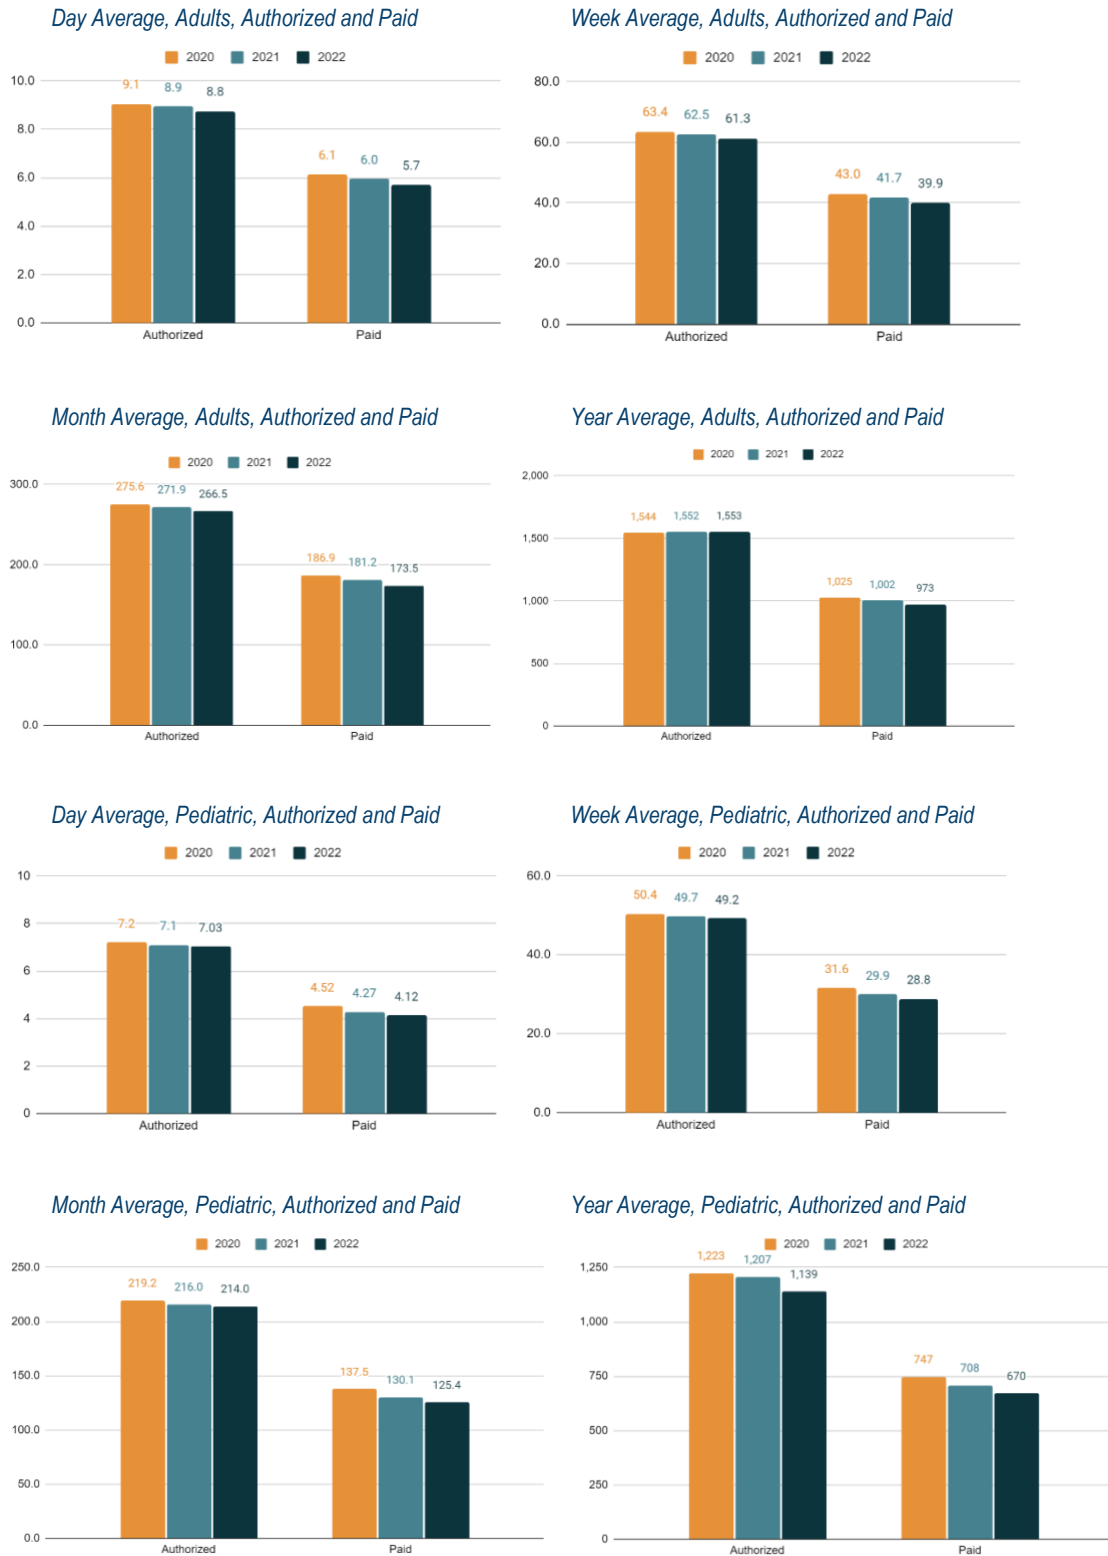 Day Average, Adults, Authorized and Paid
2020 2021 2022
10.0
8.0
6.0
4.0
2.0
0.0
9.1 8.9 8.8
6.1 6.0 5.7
Authorized Paid
Week Average, Adults, Authorized and Paid
2020 2021 2022
80.0
60.0
40.0
20.0
0.0
63.4 62.5 61.3
43.0 41.7 39.9
Authorized Paid
Month Average, Adults, Authorized and Paid
2020 2021 2022
300.0
200.0
100.0
0.0
275.6 271.9 266.5
186.9 181.2 173.5
Authorized Paid
Year Average, Adults, Authorized and Paid
2020 2021 2022
2,000
1,500
1,000
500
0
1,544 1,552 1,553
1,025 1,002 973
Authorized Paid
Day Average, Pediatric, Authorized and Paid
2020 2021 2022
10
8
6
4
2
0
7.2 7.1 7.03
4.52 4.27 4.12
Authorized Paid
Week Average, Pediatric, Authorized and Paid
2020 2021 2022
60.0
40.0
20.0
0.0
50.4 49.7 49.2
31.6 29.9 28.8
Authorized Paid
Month Average, Pediatric, Authorized and Paid
2020 2021 2022
250.0
200.0
150.0
100.0
50.0
0.0
219.2 216.0 214.0
137.5 130.1 125.4
Authorized Paid
Year Average, Pediatric, Authorized and Paid
2020 2021 2022
1,250
1,000
750
500
250
0
1,223 1,207 1,139
747 708 670
Authorized Paid